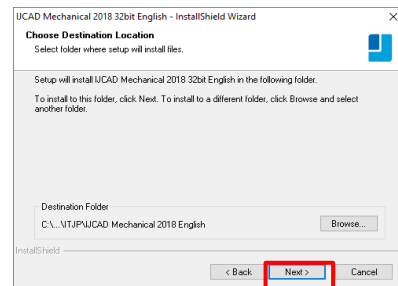 IJCAD Mechanical 2018 32bit English - InstallShield Wizard
Choose Destination Location
Select folder where setup will install files.
Setup will install IJCAD Mechanical 2018 32bit English in the following folder.
To install to this folder, click Next. To install to a different folder, click Browse and select
another folder.
Destination Folder
C:\...\ITJP\IJCAD Mechanical 2018 English
Browse...
InstallShield
< Back
Next >
Cancel